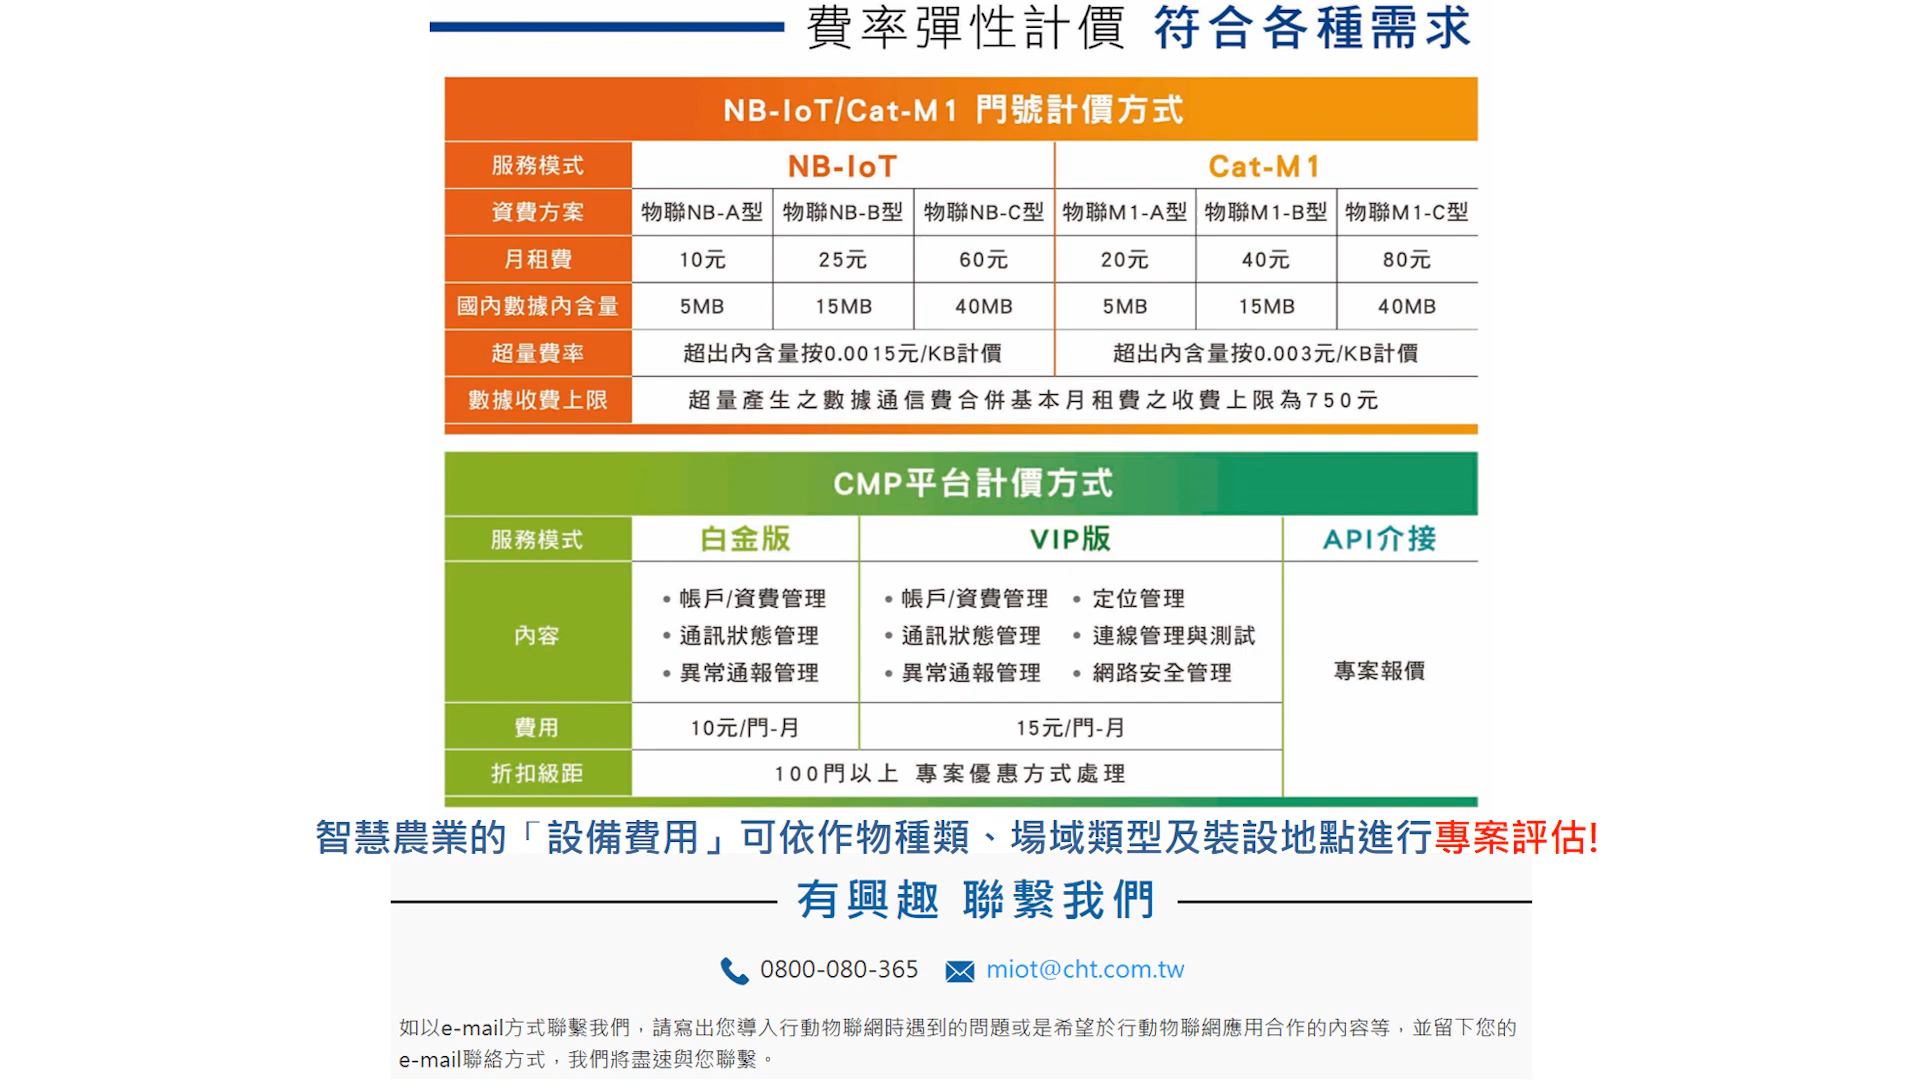 費率彈性計價 符合各種需求
NB-IoT/Cat-M1 門號計價方式
服務模式 NB-IoT Cat-M1
資費方案 物聯NB-A型 物聯NB-B型 物聯NB-C型 物聯M1-A型 物聯M1-B型 物聯M1-C型
月租費 10元 25元 60元 20元 40元 80元
國內數據內含量 5MB 15MB 40MB 5MB 15MB 40MB
超量費率 超出內含量按0.0015元/KB計價 超出內含量按0.003元/KB計價
數據收費上限 超量產生之數據通信費合併基本月租費之收費上限為750元
CMP平台計價方式
服務模式 白金版 VIP版 API介接
• 帳戶/資費管理 • 帳戶/資費管理 • 定位管理
內容 • 通訊狀態管理 • 通訊狀態管理 • 連線管理與測試
• 異常通報管理 • 異常通報管理 • 網路安全管理
專案報價
費用 10元/門-月 15元/門-月
折扣級距 100門以上 專案優惠方式處理
智慧農業的「設備費用」可依作物種類、場域類型及裝設地點進行專案評估!
有興趣 聯繫我們
0800-080-365 miot@cht.com.tw
如以e-mail方式聯繫我們，請寫出您導入行動物聯網時遇到的問題或是希望於行動物聯網應用合作的內容等，並留下您的
e-mail聯絡方式，我們將盡速與您聯繫。